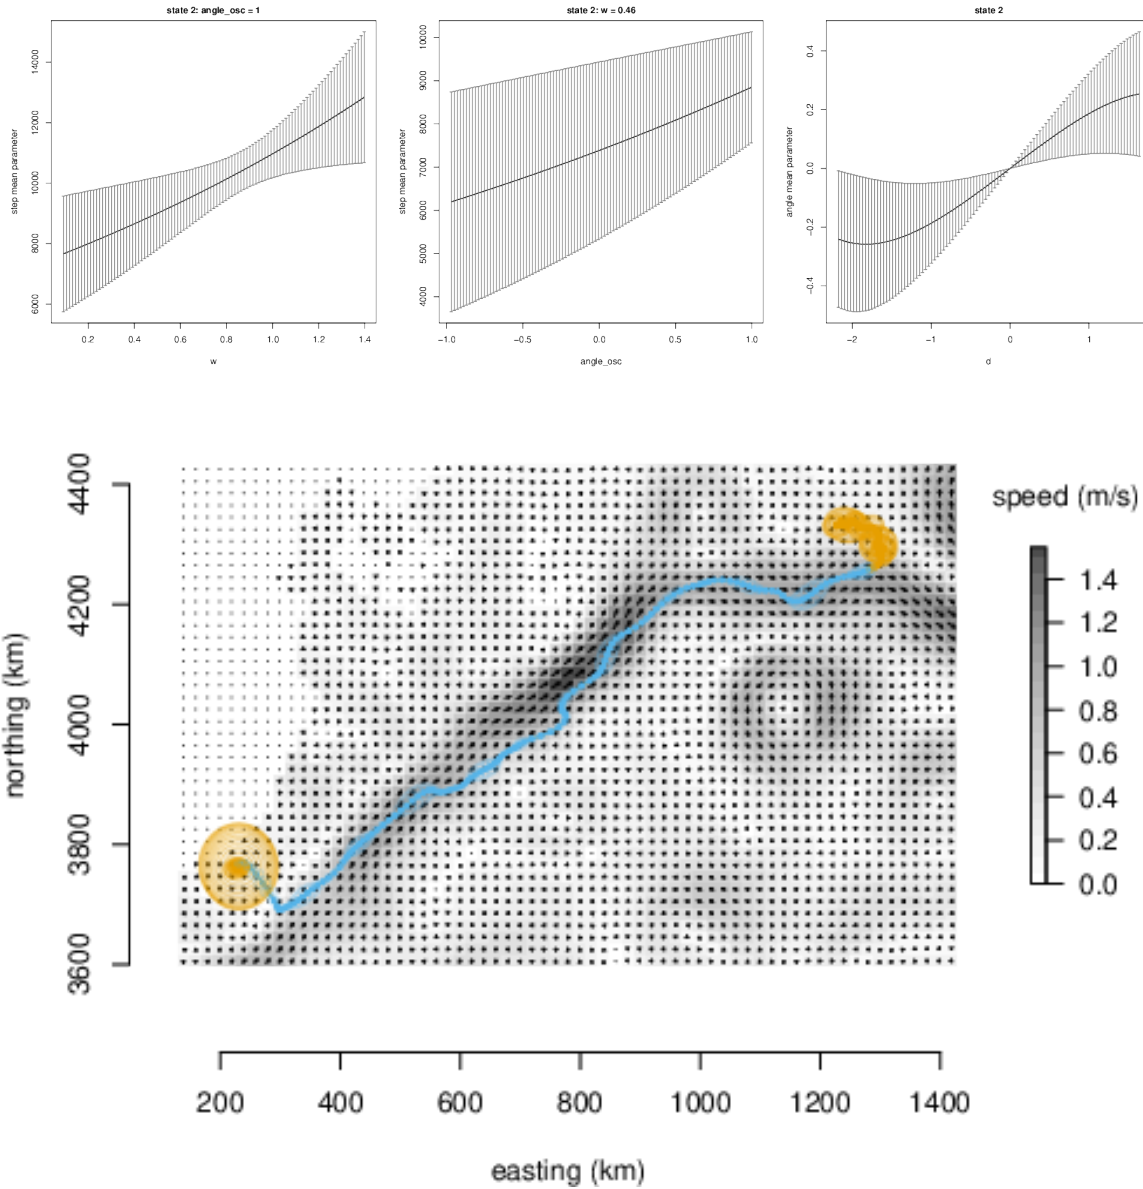 state 2: angle_osc = 1
step mean parameter
14000
12000
10000
8000
6000
0.2 0.4 0.6 0.8 1.0 1.2 1.4
w
state 2: w = 0.46
step mean parameter
10000
9000
8000
7000
6000
5000
4000
−1.0 −0.5 0.0 0.5 1.0
angle_osc
state 2
angle mean parameter
0.4
0.2
0.0
−0.2
−0.4
−2 −1 0 1
d
northing (km)
4400
4200
4000
3800
3600
200 400 600 800 1000 1200 1400
easting (km)
speed (m/s)
1.4
1.2
1.0
0.8
0.6
0.4
0.2
0.0